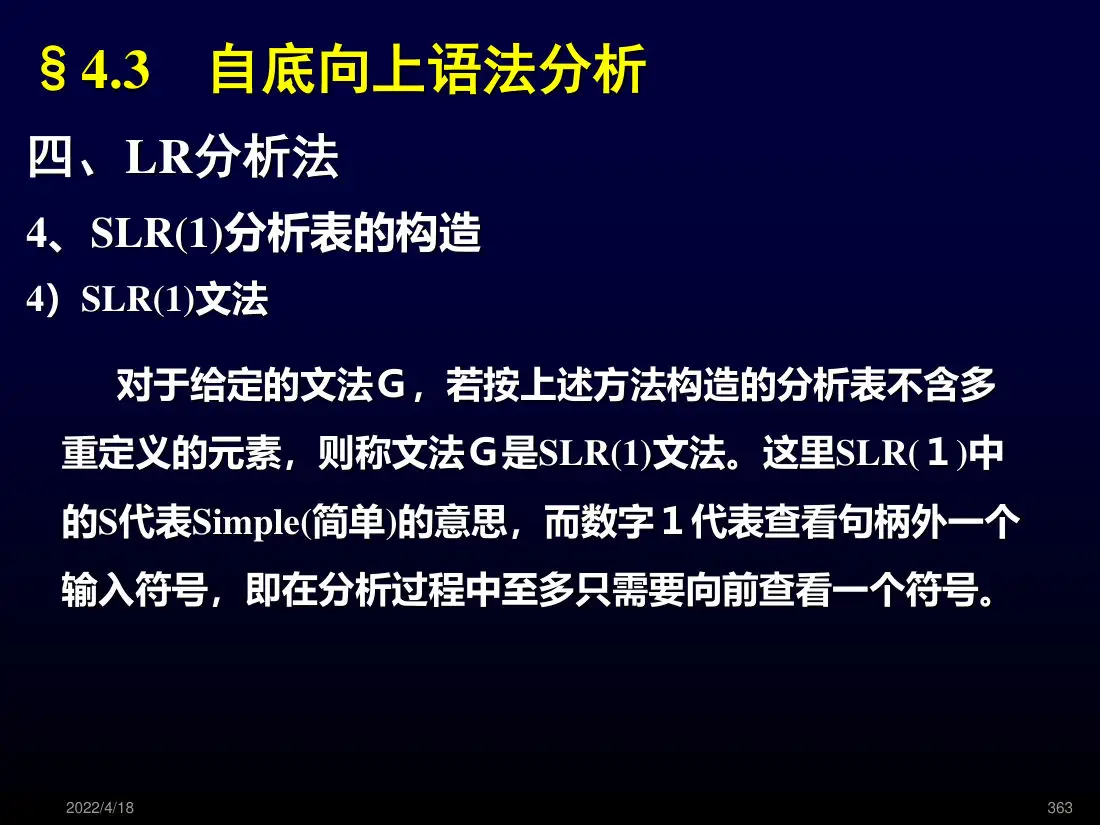 §4.3 自底向上语法分析
四、LR分析法
4、SLR(1)分析表的构造
4）SLR(1)文法
对于给定的文法Ｇ，若按上述方法构造的分析表不含多
重定义的元素，则称文法Ｇ是SLR(1)文法。这里SLR(１)中
的S代表Simple(简单)的意思，而数字１代表查看句柄外一个
输入符号，即在分析过程中至多只需要向前查看一个符号。
2022/4/18
363